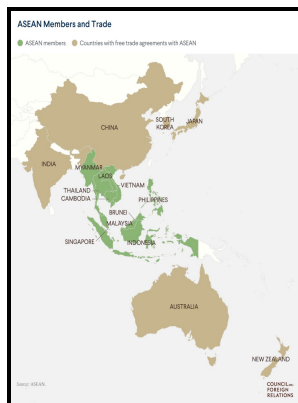 ASEAN Members and Trade
ASEAN members
Countries with free trade agreements with ASEAN
CHINA
SOUTH
KOREA
JAPAN
INDIA
MYANMAR
LAOS
THAILAND
VIETNAM
CAMBODIA
PHILIPPINES
BRUNEI
MALAYSIA
SINGAPORE
INDONESIA
AUSTRALIA
NEW ZEALAND
Source: ASEAN.
COUNCIL on
FOREIGN
RELATIONS